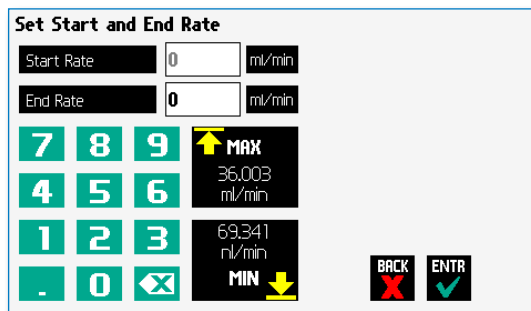 Set Start and End Rate
Start Rate 0 ml/min
End Rate 0 ml/min
7 8 9 MAX
36.003
ml/min
4 5 6
1 2 3 69.341
nl/min
. 0 X MIN
BACK ENTR